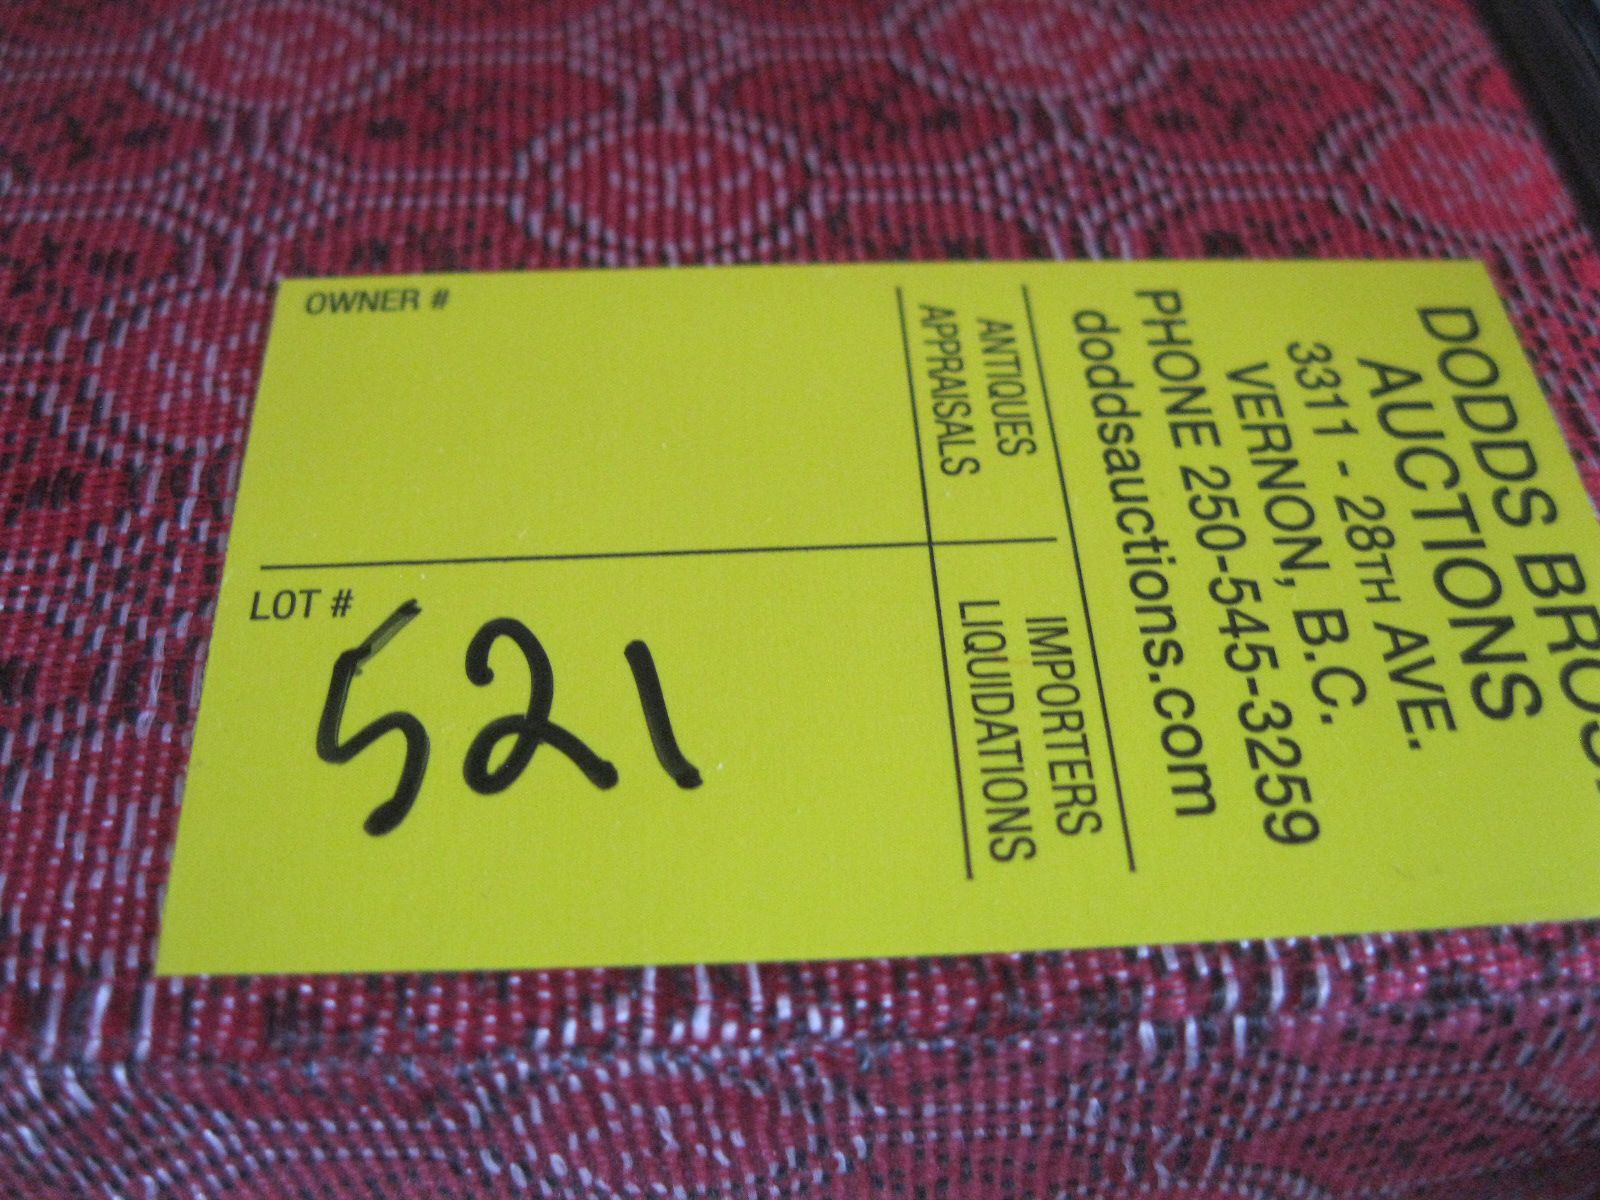 DODDS BROS.
AUCTIONS
3311 - 28TH AVE.
VERNON, B.C.
PHONE 250-545-3259
doddsauctions.com
ANTIQUES IMPORTERS
APPRAISALS LIQUIDATIONS
OWNER #
LOT #
521